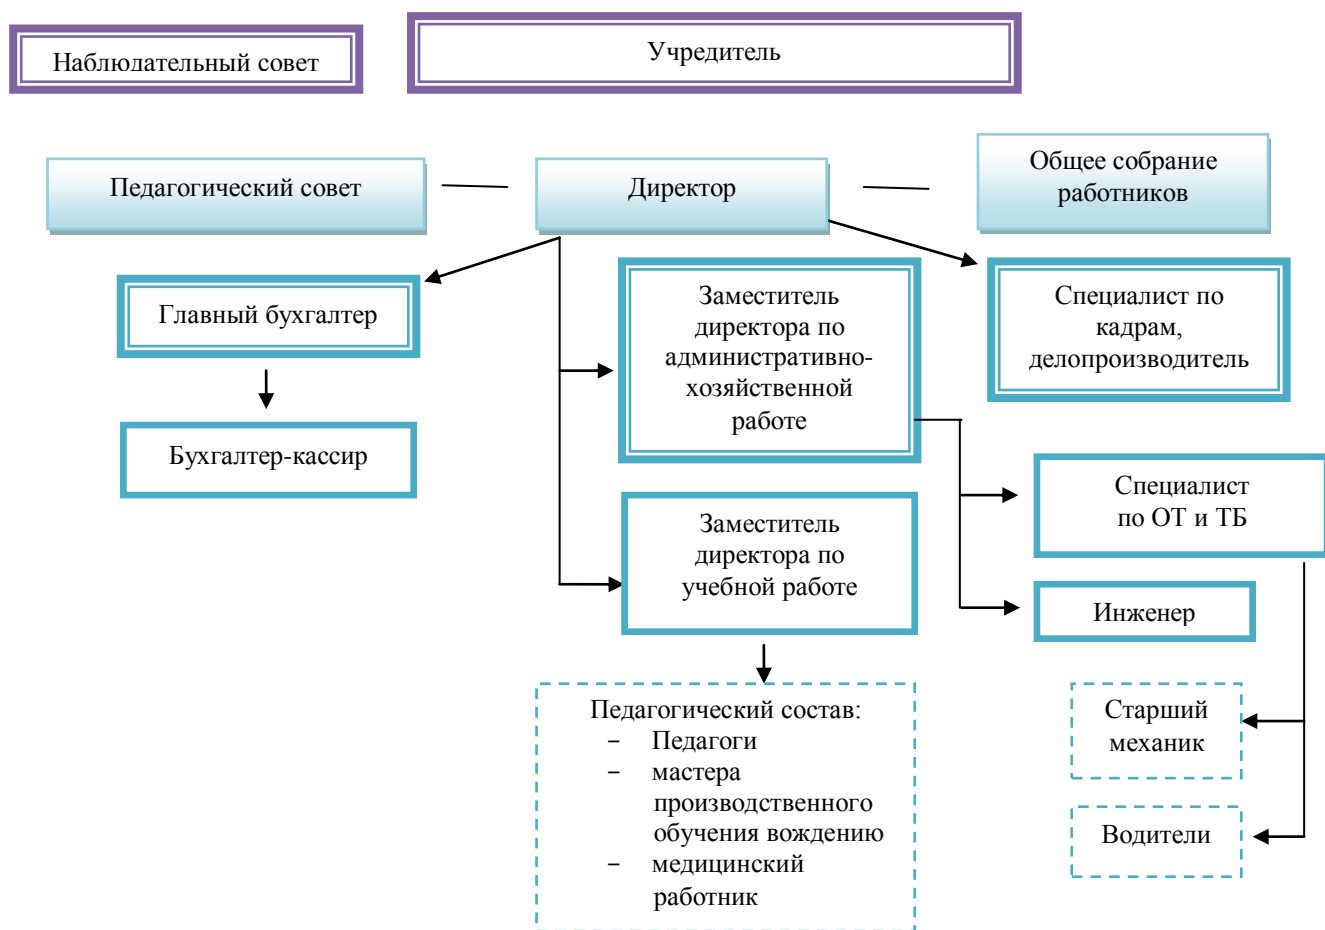 Наблюдательный совет
Учредитель
Педагогический совет
Директор
Общее собрание
работников
Главный бухгалтер
Заместитель
директора по
административно-
хозяйственной
работе
Специалист по
кадрам,
делопроизводитель
Бухгалтер-кассир
Специалист
по ОТ и ТБ
Заместитель
директора по
учебной работе
Инженер
Педагогический состав:
– Педагоги
– мастера
производственного
обучения вождению
– медицинский
работник
Старший
механик
Водители